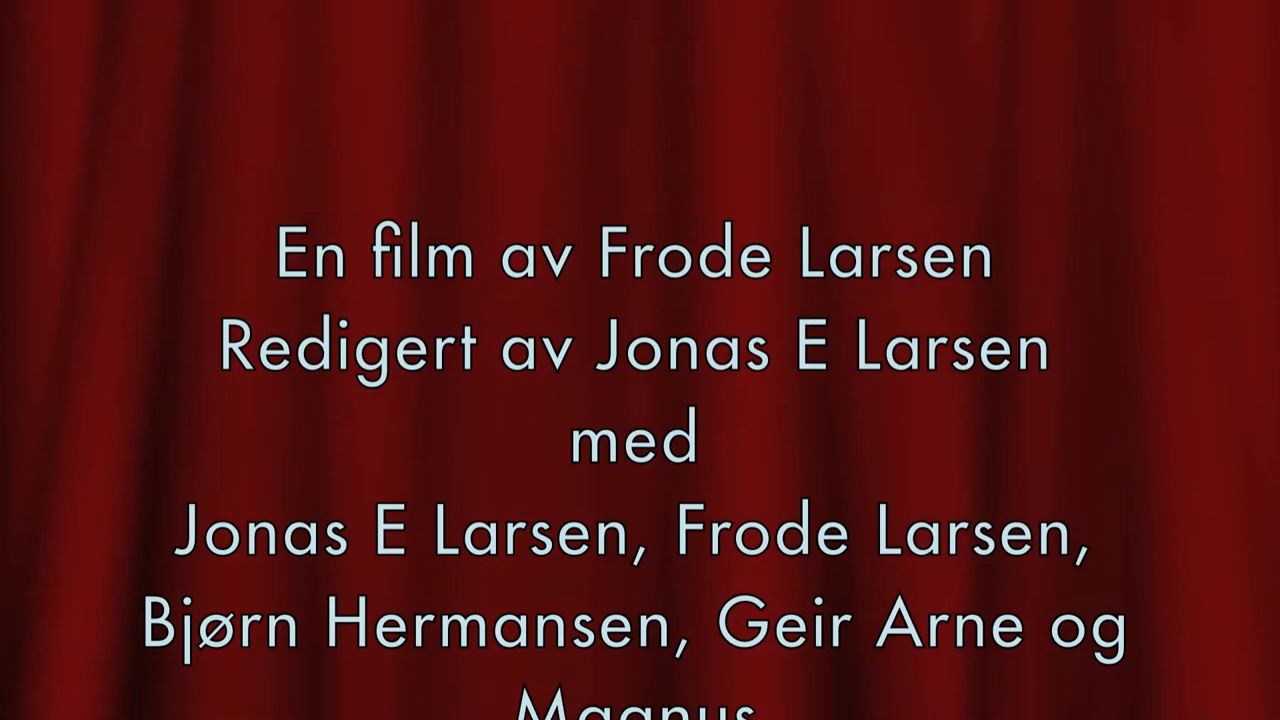 En film av Frode Larsen
Redigert av Jonas E Larsen
med
Jonas E Larsen, Frode Larsen,
Bjørn Hermansen, Geir Arne og
Magnus